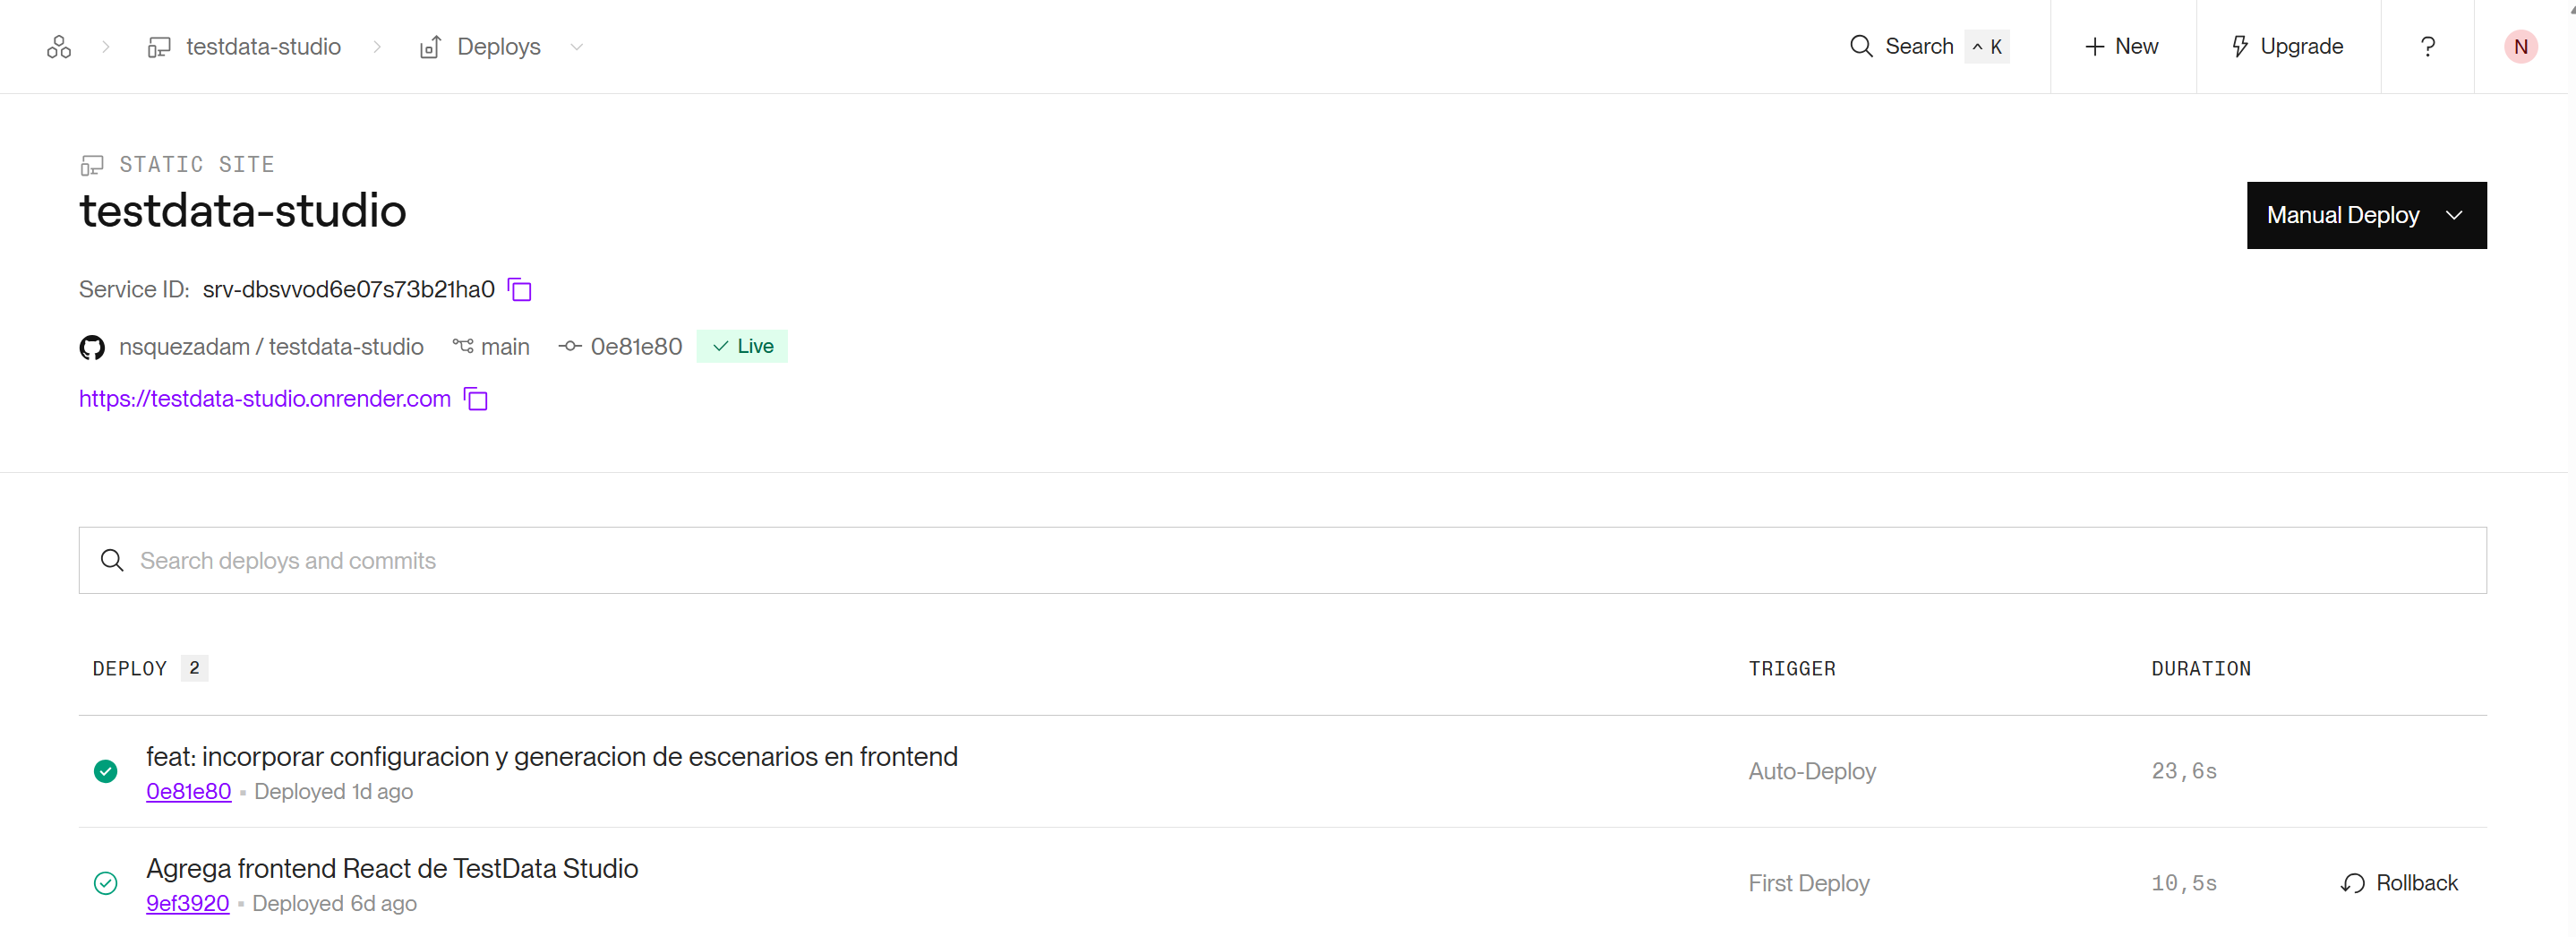 testdata-studio Deploys Search ^ K + New Upgrade ? N
STATIC SITE
testdata-studio
Manual Deploy
Service ID: srv-dbsvvod6e07s73b21ha0
nsquezadam / testdata-studio main 0e81e80 Live
https://testdata-studio.onrender.com
Search deploys and commits
DEPLOY 2 TRIGGER DURATION
feat: incorporar configuracion y generacion de escenarios en frontend
0e81e80 Deployed 1d ago Auto-Deploy 23,6s
Agrega frontend React de TestData Studio
9ef3920 Deployed 6d ago First Deploy 10,5s Rollback